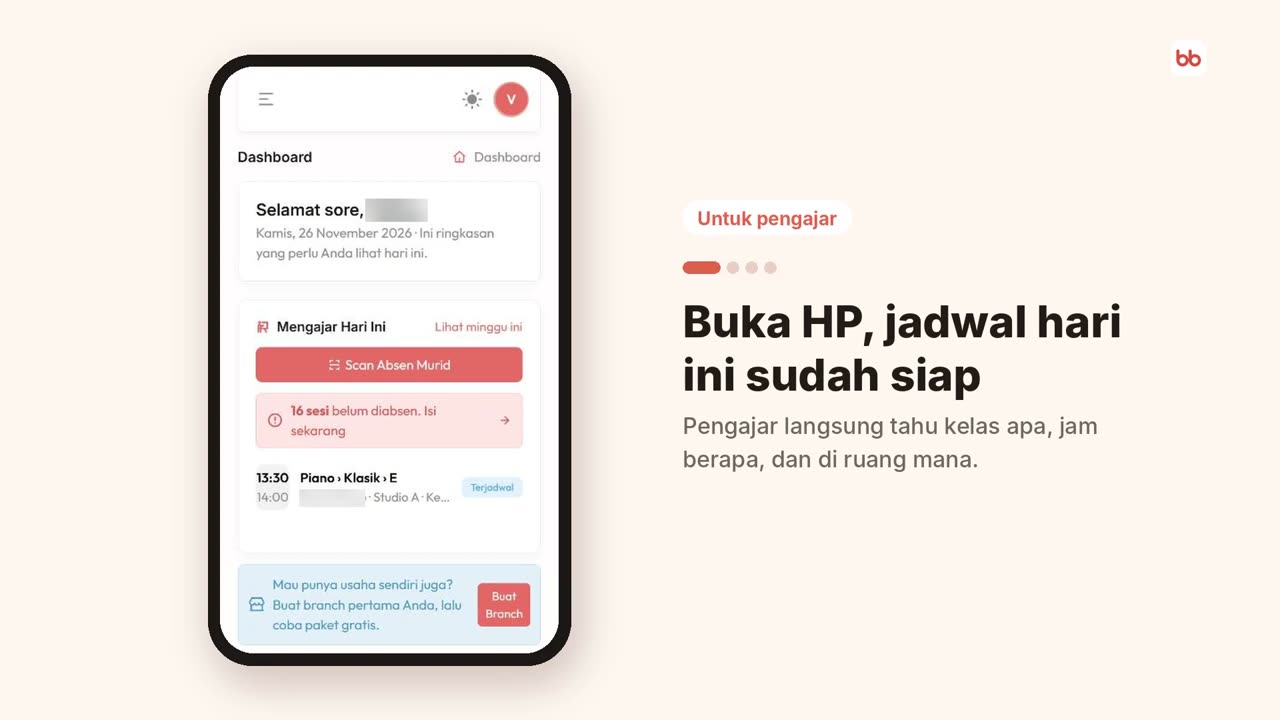 bb
V
Dashboard
Dashboard
Selamat sore,
Kamis, 26 November 2026 · Ini ringkasan
yang perlu Anda lihat hari ini.
Mengajar Hari Ini
Lihat minggu ini
Scan Absen Murid
16 sesi belum diabsen. Isi
sekarang
13:30
Piano › Klasik › E
14:00
· Studio A · Ke...
Terjadwal
Mau punya usaha sendiri juga?
Buat branch pertama Anda, lalu
coba paket gratis.
Buat
Branch
Untuk pengajar
Buka HP, jadwal hari
ini sudah siap
Pengajar langsung tahu kelas apa, jam
berapa, dan di ruang mana.